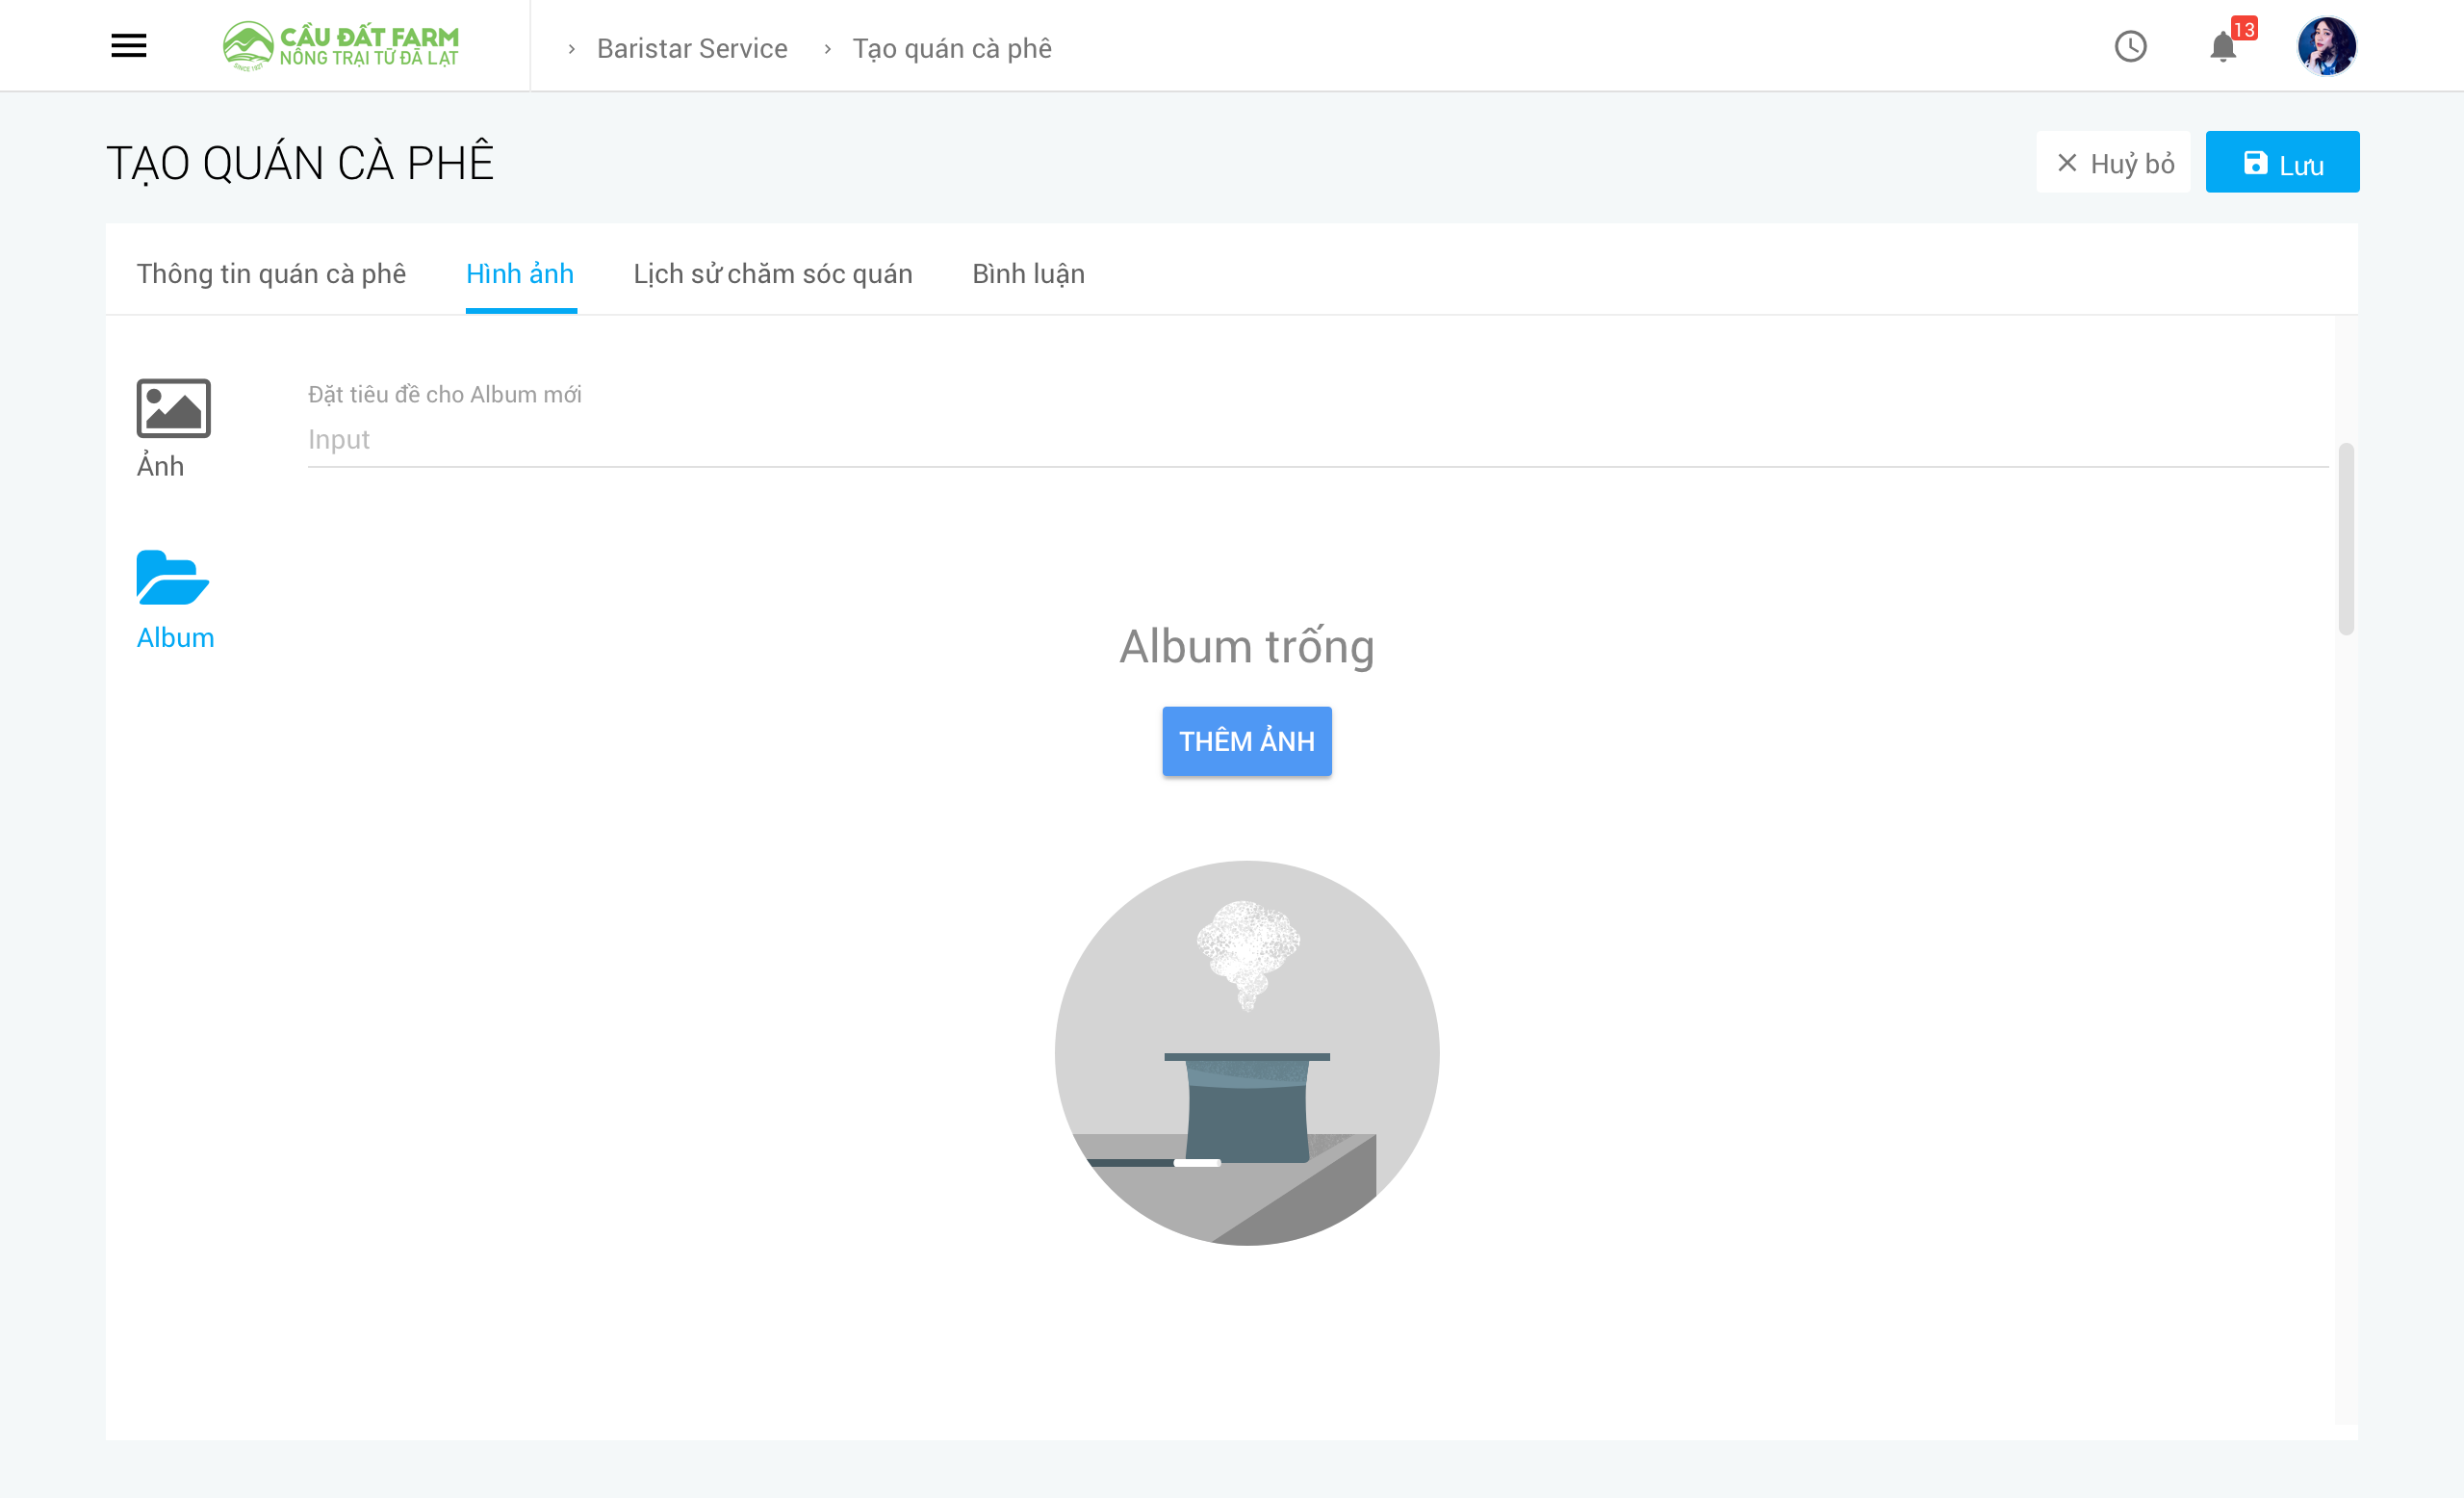 CẦU ĐẤT FARM
NÔNG TRẠI TỪ ĐÀ LẠT
SINCE 1927
› Baristar Service › Tạo quán cà phê
13
TẠO QUÁN CÀ PHÊ
Huỷ bỏ
Lưu
Thông tin quán cà phê
Hình ảnh
Lịch sử chăm sóc quán
Bình luận
Ảnh
Đặt tiêu đề cho Album mới
Input
Album
Album trống
THÊM ẢNH